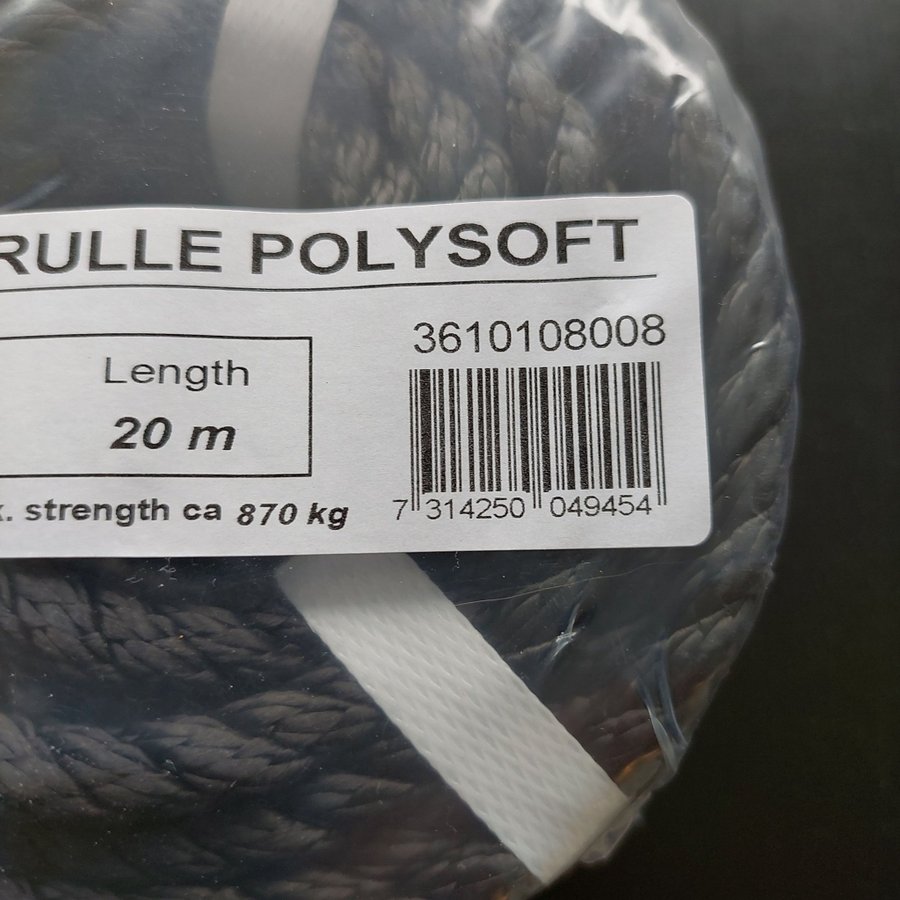 RULLE POLYSOFT
3610108008
Length
20 m
strength ca 870 kg
7 314250 049454